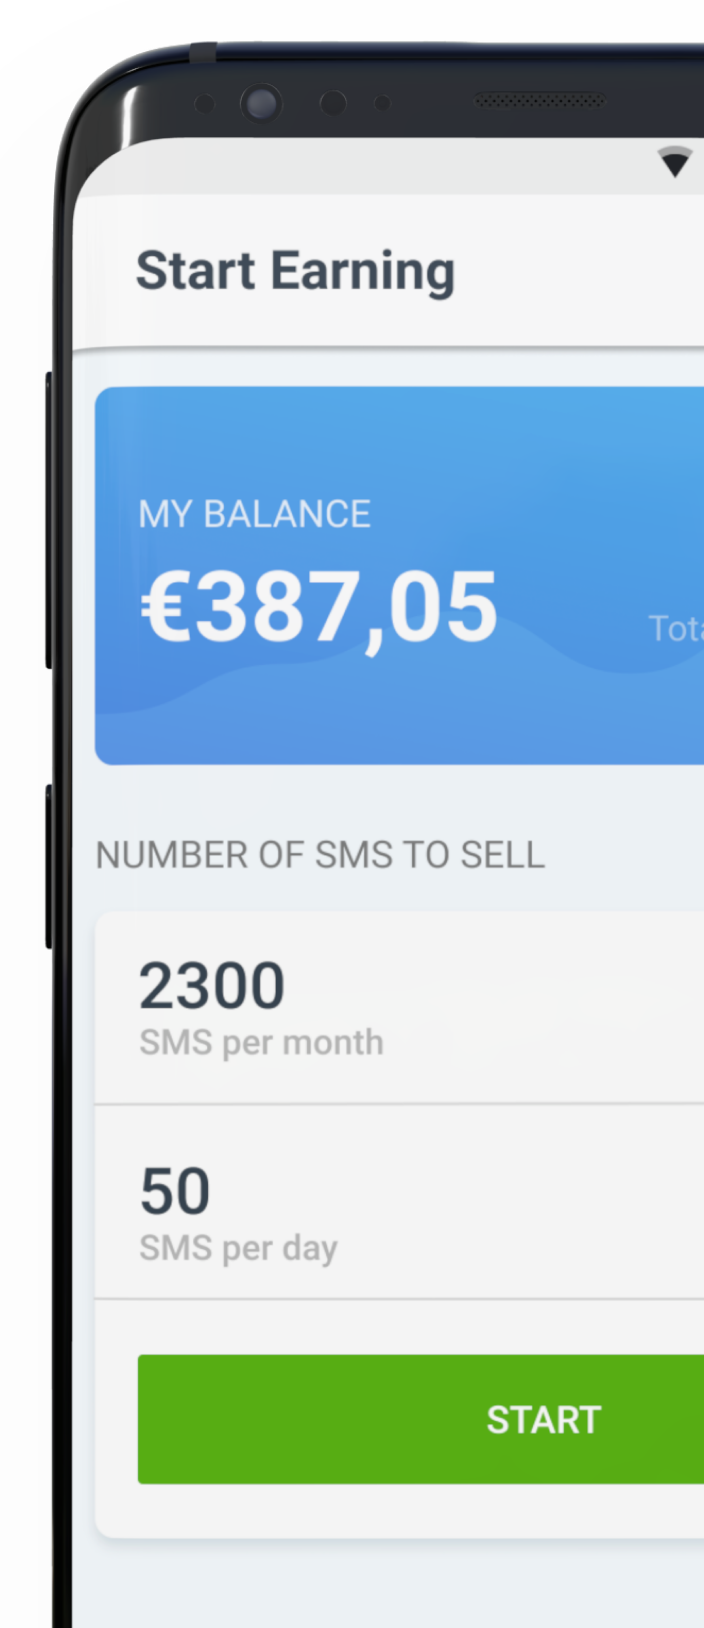 Start Earning
MY BALANCE
€387,05
NUMBER OF SMS TO SELL
2300
SMS per month
50
SMS per day
START